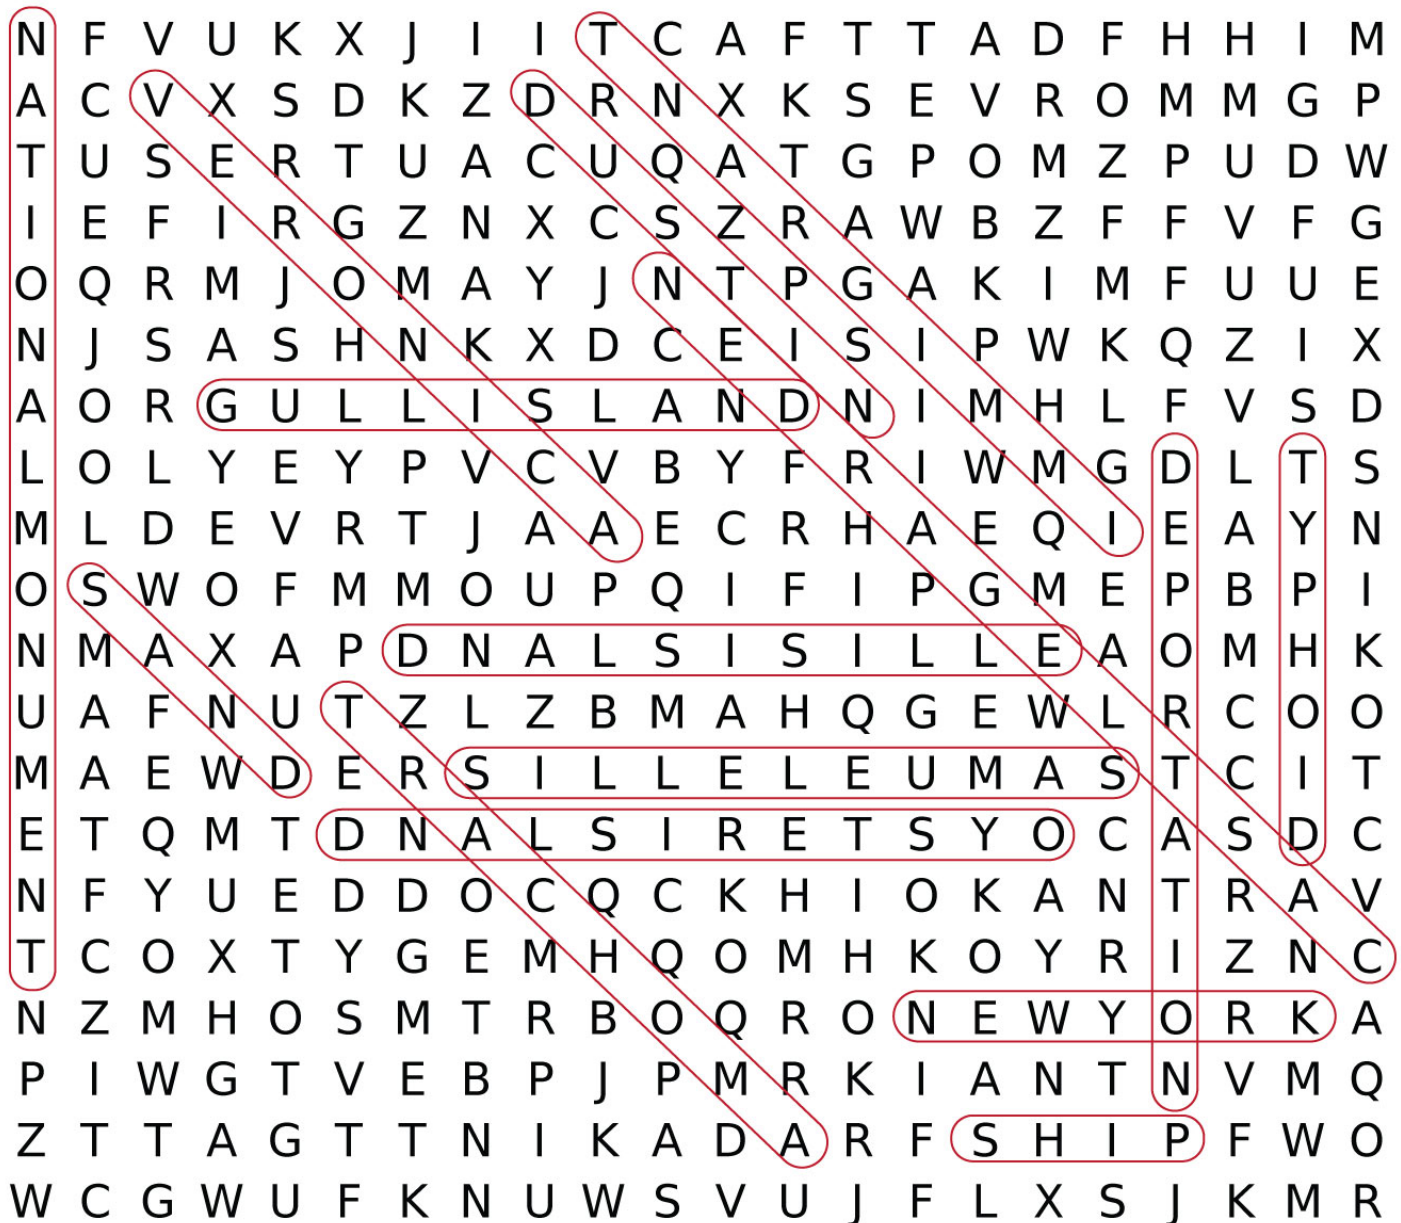 N F V U K X J I I T C A F T T A D F H H I M
A C V X S D K Z D R N X K S E V R O M M G P
T U S E R T U A C U Q A T G P O M Z P U D W
I E F I R G Z N X C S Z R A W B Z F F V F G
O Q R M J O M A Y J N T P G A K I M F U U E
N J S A S H N K X D C E I S I P W K Q Z I X
A O R G U L L I S L A N D N I M H L F V S D
L O L Y E Y P V C V B Y F R I W M G D L T S
M L D E V R T J A A E C R H A E Q I E A Y N
O S W O F M M O U P Q I F I P G M E P B P I
N M A X A P D N A L S I S I L L E A O M H K
U A F N U T Z L Z B M A H Q G E W L R C O O
M A E W D E R S I L L E L E U M A S T C I T
E T Q M T D N A L S I R E T S Y O C A S D C
N F Y U E D D O C Q C K H I O K A N T R A V
T C O X T Y G E M H Q O M H K O Y R I Z N C
N Z M H O S M T R B O Q R O N E W Y O R K A
P I W G T V E B P J P M R K I A N T N V M Q
Z T T A G T T N I K A D A R F S H I P F W O
W C G W U F K N U W S V U J F L X S J K M R